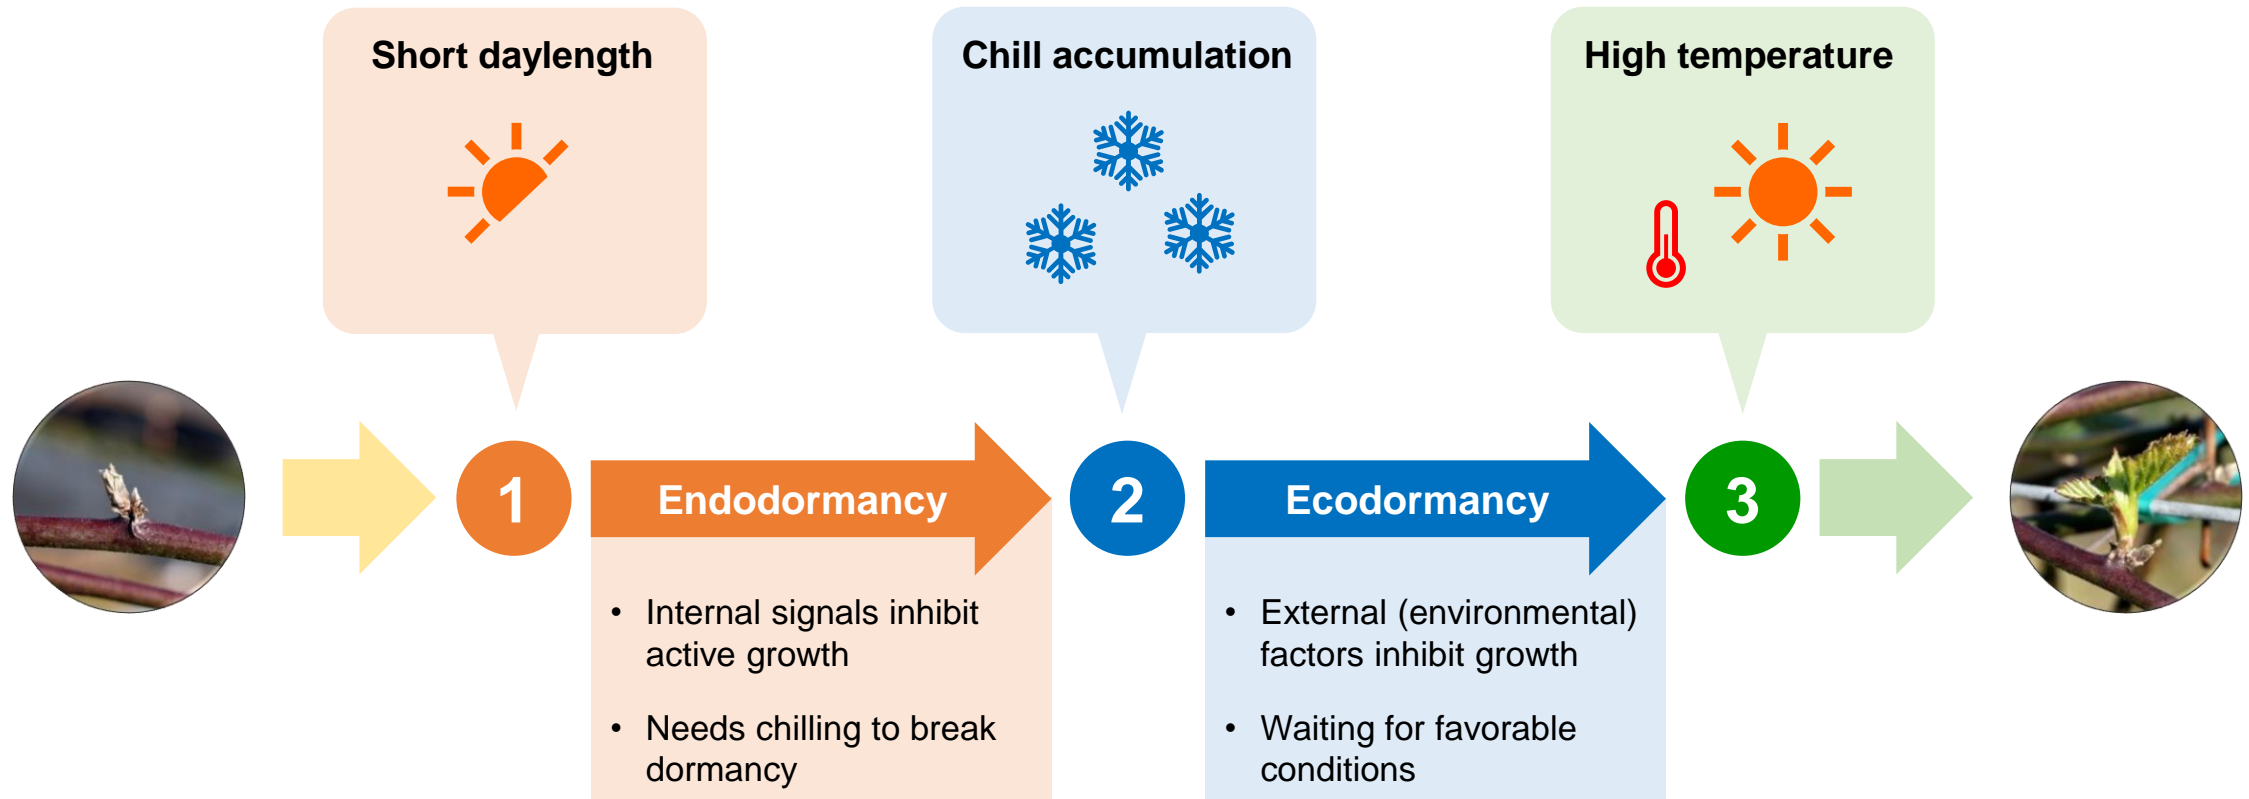 Short daylength
Chill accumulation
High temperature
1
Endodormancy
2
Ecodormancy
3
• Internal signals inhibit
active growth
• Needs chilling to break
dormancy
• External (environmental)
factors inhibit growth
• Waiting for favorable
conditions